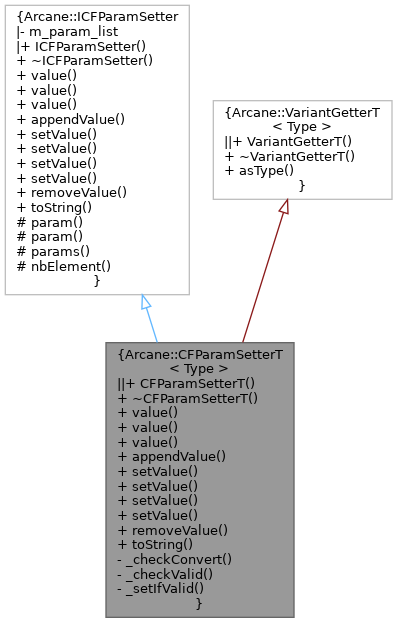 {Arcane::ICFParamSetter
|- m_param_list
|+ ICFParamSetter()
+ ~ICFParamSetter()
+ value()
+ value()
+ value()
+ appendValue()
+ setValue()
+ setValue()
+ setValue()
+ setValue()
+ removeValue()
+ toString()
# param()
# param()
# params()
# nbElement()
}
{Arcane::VariantGetterT
< Type >
||+ VariantGetterT()
+ ~VariantGetterT()
+ asType()
}
{Arcane::CFParamSetterT
< Type >
||+ CFParamSetterT()
+ ~CFParamSetterT()
+ value()
+ value()
+ value()
+ appendValue()
+ setValue()
+ setValue()
+ setValue()
+ setValue()
+ removeValue()
+ toString()
- _checkConvert()
- _checkValid()
- _setIfValid()
}